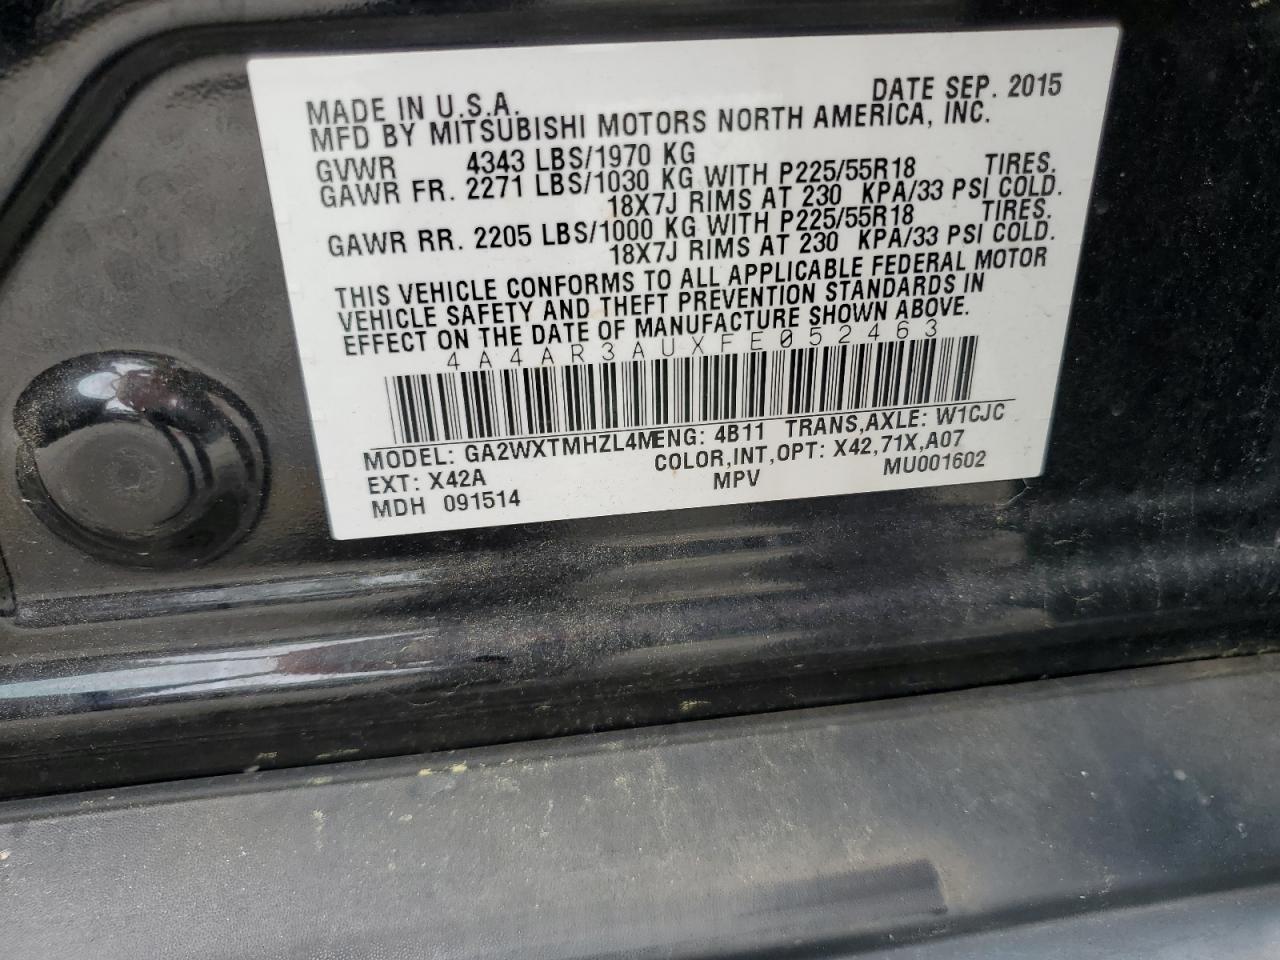 MADE IN U.S.A. DATE SEP. 2015
MFD BY MITSUBISHI MOTORS NORTH AMERICA, INC.
GVWR 4343 LBS/1970 KG
GAWR FR. 2271 LBS/1030 KG WITH P225/55R18 TIRES.
18X7J RIMS AT 230 KPA/33 PSI COLD.
GAWR RR. 2205 LBS/1000 KG WITH P225/55R18 TIRES.
18X7J RIMS AT 230 KPA/33 PSI COLD.
THIS VEHICLE CONFORMS TO ALL APPLICABLE FEDERAL MOTOR
VEHICLE SAFETY AND THEFT PREVENTION STANDARDS IN
EFFECT ON THE DATE OF MANUFACTURE SHOWN ABOVE.
4A4AR3AUXFE052463
MODEL: GA2WXTMHZL4M ENG: 4B11 TRANS,AXLE: W1CJC
EXT: X42A COLOR,INT,OPT: X42,71X,A07
MDH 091514 MPV MU001602